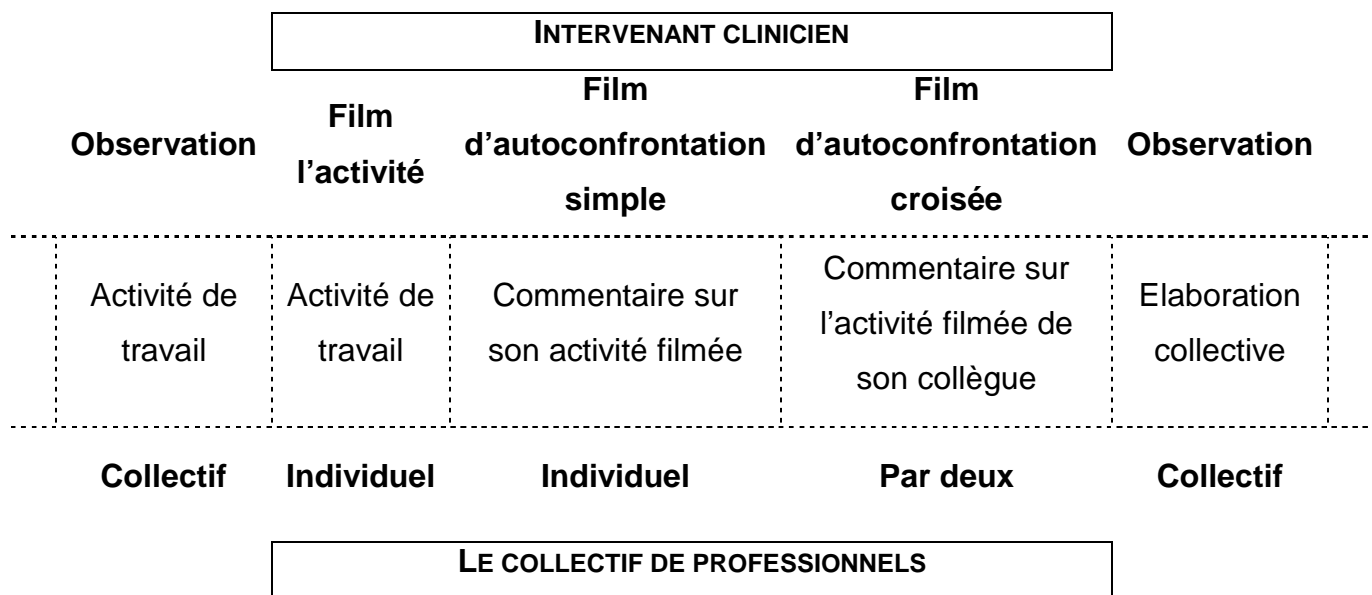 INTERVENANT CLINICIEN
Observation
Film
l’activité
Film
d’autoconfrontation
simple
Film
d’autoconfrontation
croisée
Observation
Activité de
travail
Activité de
travail
Commentaire sur
son activité filmée
Commentaire sur
l’activité filmée de
son collègue
Elaboration
collective
Collectif
Individuel
Individuel
Par deux
Collectif
LE COLLECTIF DE PROFESSIONNELS